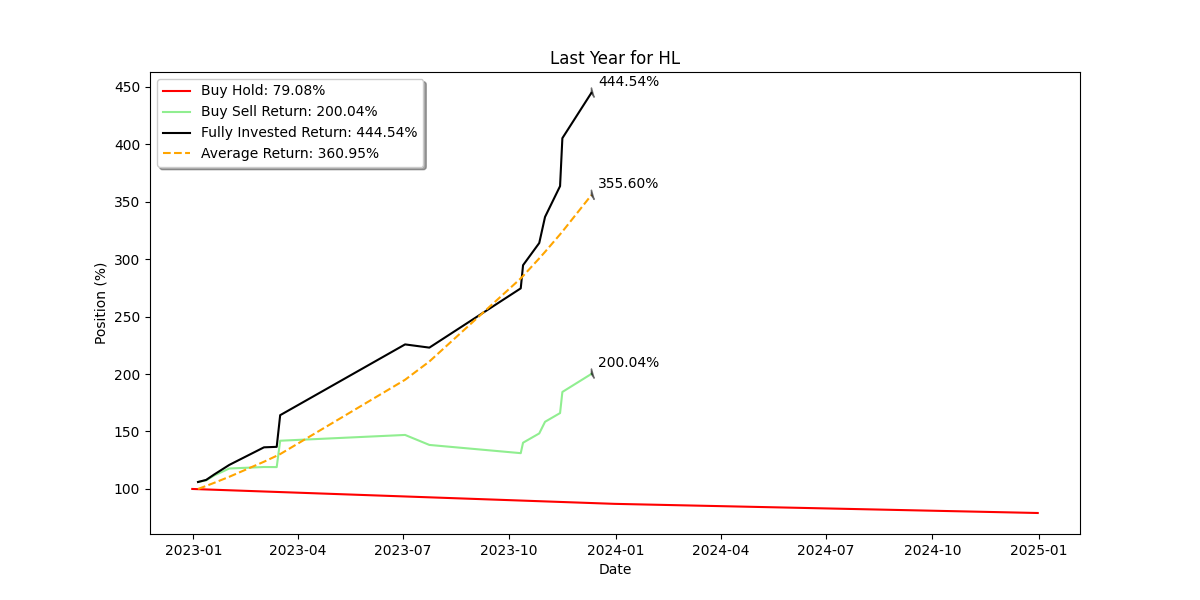 Last Year for HL
Buy Hold: 79.08%
Buy Sell Return: 200.04%
Fully Invested Return: 444.54%
Average Return: 360.95%
444.54%
355.60%
200.04%
450
400
350
300
250
200
150
100
Position (%)
2023-01 2023-04 2023-07 2023-10 2024-01 2024-04 2024-07 2024-10 2025-01
Date